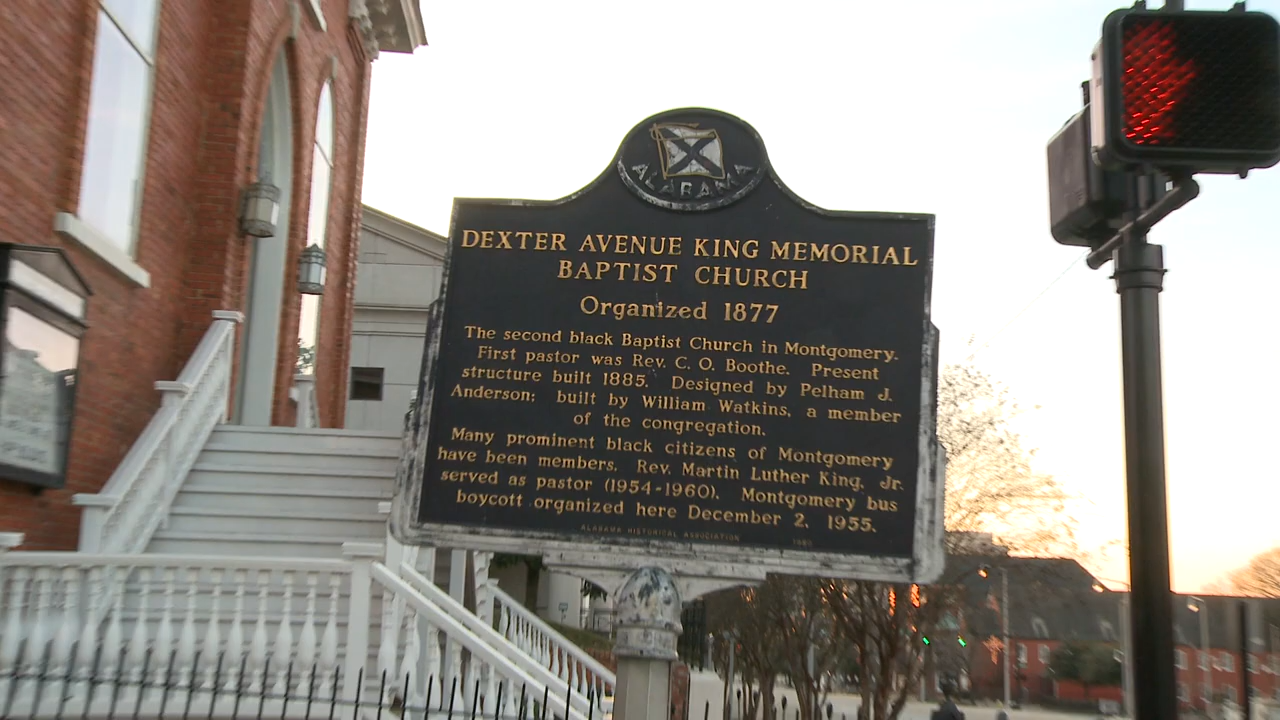 ALABAMA
DEXTER AVENUE KING MEMORIAL
BAPTIST CHURCH
Organized 1877
The second black Baptist Church in Montgomery.
First pastor was Rev. C. O. Boothe. Present
structure built 1885. Designed by Pelham J.
Anderson; built by William Watkins, a member
of the congregation.
Many prominent black citizens of Montgomery
have been members. Rev. Martin Luther King, Jr.
served as pastor (1954-1960). Montgomery bus
boycott organized here December 2, 1955.
ALABAMA HISTORICAL ASSOCIATION